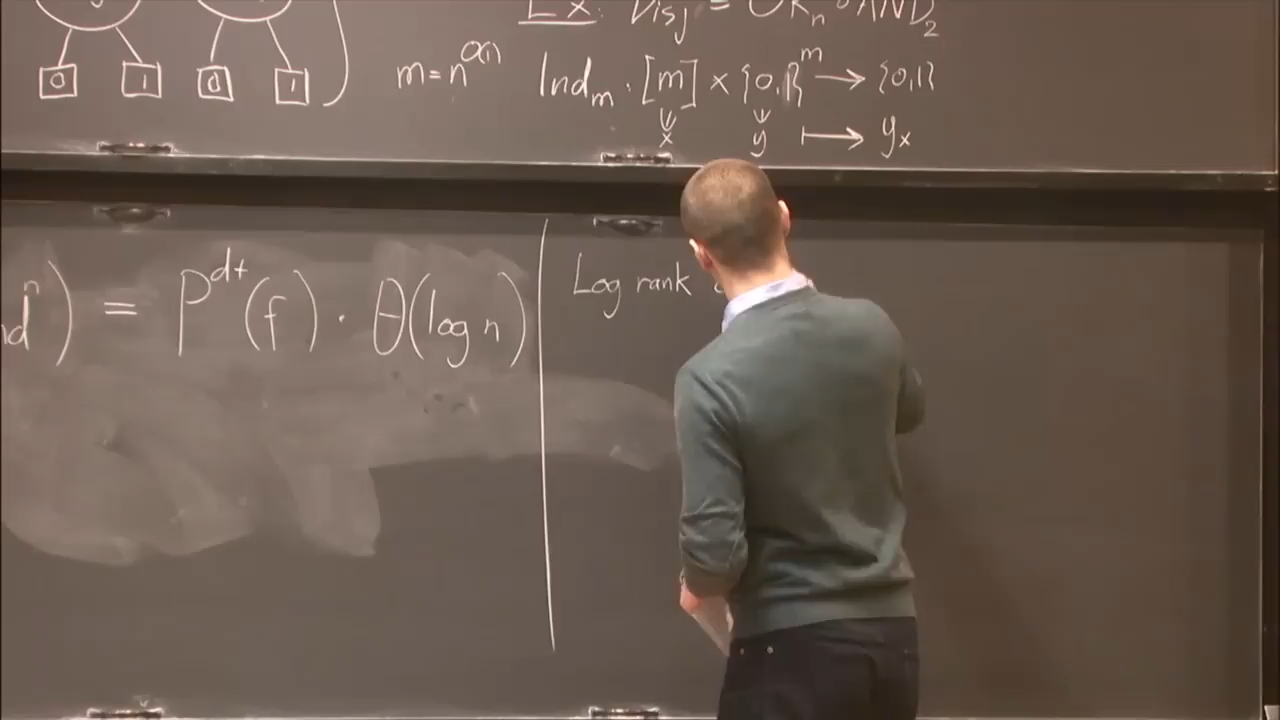 Ex: Disj = OR_n ∘ AND_2
0 1 0 1
m = n^{O(1)}
Ind_m : [m] × {0,1}^m → {0,1}
x y ↦ y_x
nd^n) = P^{dt}(f) · Θ(log n)
Log rank